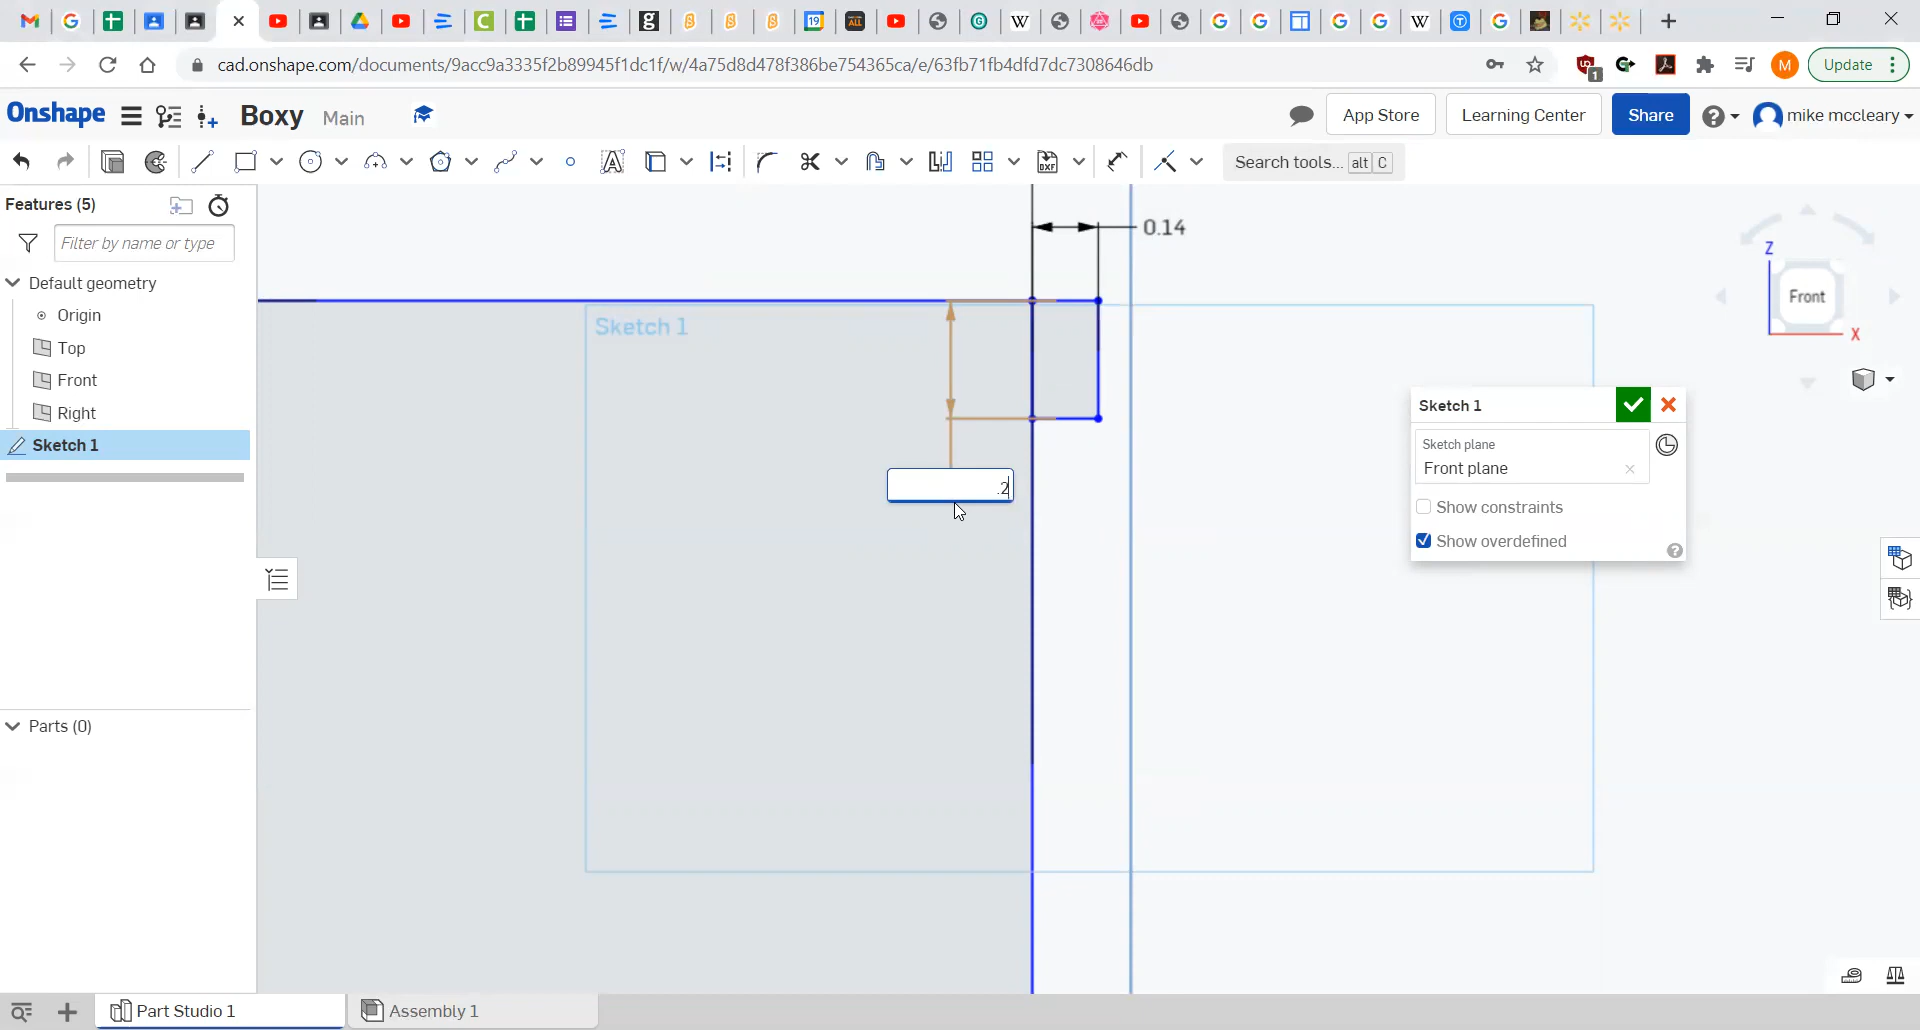 cad.onshape.com/documents/9acc9a3335f2b89945f1dc1f/w/4a75d8d478f386be754365ca/e/63fb71fb4dfd7dc7308646db
1
M
Update
Onshape
Boxy
Main
App Store
Learning Center
Share
mike mccleary
Search tools... alt C
Features (5)
Filter by name or type
Default geometry
Origin
Top
Front
Right
Sketch 1
Parts (0)
0.14
Sketch 1
.2
Z
Front
X
Sketch 1
Sketch plane
Front plane
Show constraints
Show overdefined
Part Studio 1
Assembly 1